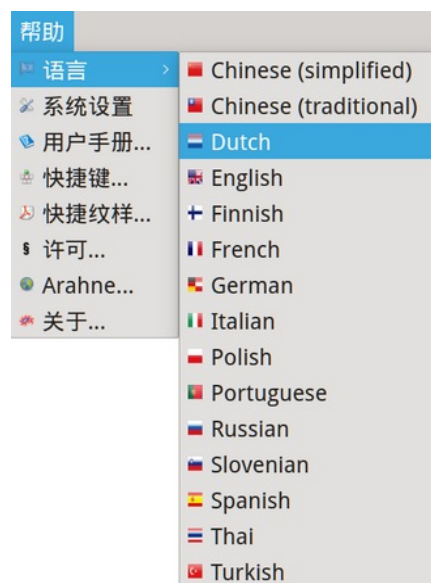 帮助
语言
系统设置
用户手册...
快捷键...
快捷纹样...
许可...
Arahne...
关于...
Chinese (simplified)
Chinese (traditional)
Dutch
English
Finnish
French
German
Italian
Polish
Portuguese
Russian
Slovenian
Spanish
Thai
Turkish